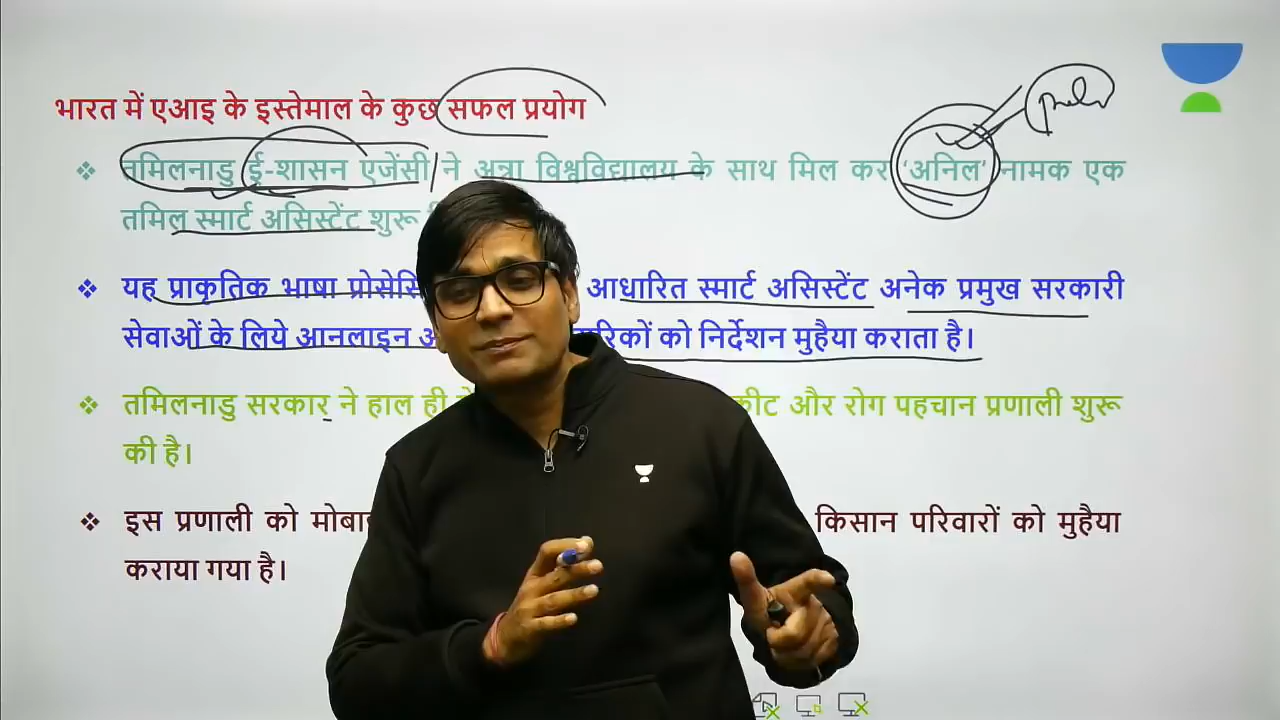 भारत में एआइ के इस्तेमाल के कुछ सफल प्रयोग
❖ तमिलनाडु ई-शासन एजेंसी ने अन्ना विश्वविद्यालय के साथ मिल कर ‘अनिल’ नामक एक
तमिल स्मार्ट असिस्टेंट शुरू
❖ यह प्राकृतिक भाषा आधारित स्मार्ट असिस्टेंट अनेक प्रमुख सरकारी
सेवाओं के लिये आनलाइन को निर्देशन मुहैया कराता है।
❖ तमिलनाडु सरकार ने हाल ही कीट और रोग पहचान प्रणाली शुरू
की है।
❖ इस प्रणाली को किसान परिवारों को मुहैया
कराया गया है।